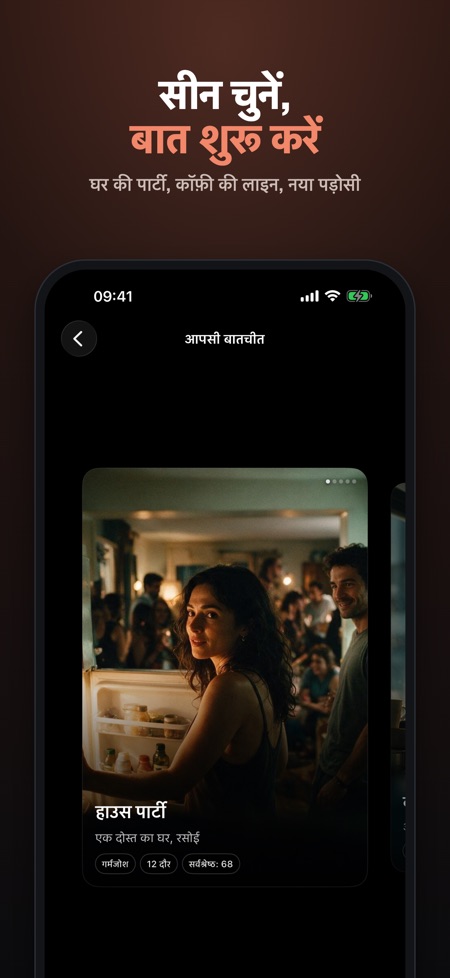 सीन चुनें,
बात शुरू करें
घर की पार्टी, कॉफ़ी की लाइन, नया पड़ोसी
09:41
आपसी बातचीत
हाउस पार्टी
एक दोस्त का घर, रसोई
गर्मजोश
12 दौर
सर्वश्रेष्ठ: 68